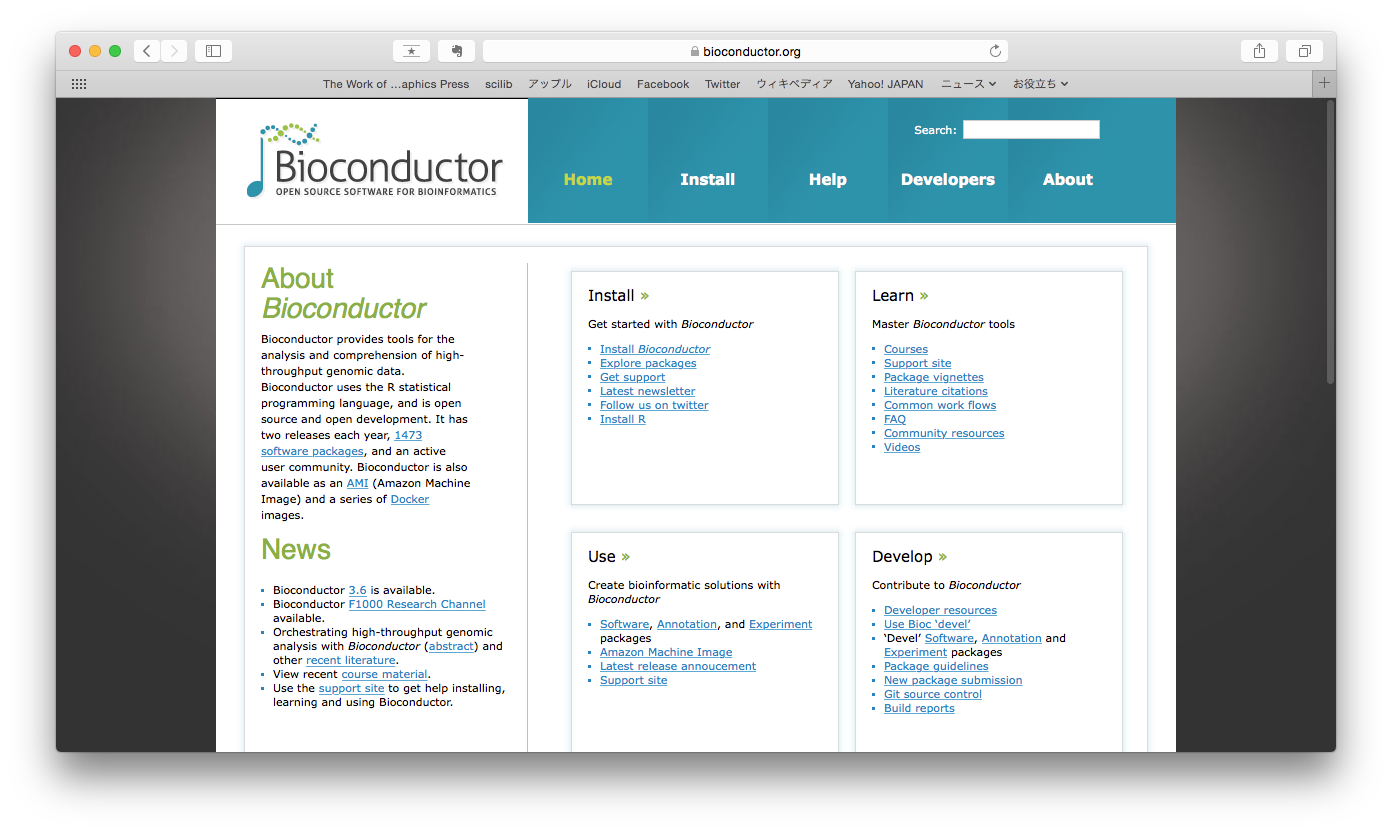 bioconductor.org
The Work of ...aphics Press scilib アップル iCloud Facebook Twitter ウィキペディア Yahoo! JAPAN ニュース お役立ち
Bioconductor
OPEN SOURCE SOFTWARE FOR BIOINFORMATICS
Search:
Home Install Help Developers About
About
Bioconductor
Bioconductor provides tools for the
analysis and comprehension of high-
throughput genomic data.
Bioconductor uses the R statistical
programming language, and is open
source and open development. It has
two releases each year, 1473
software packages, and an active
user community. Bioconductor is also
available as an AMI (Amazon Machine
Image) and a series of Docker
images.
News
Bioconductor 3.6 is available.
Bioconductor F1000 Research Channel
available.
Orchestrating high-throughput genomic
analysis with Bioconductor (abstract) and
other recent literature.
View recent course material.
Use the support site to get help installing,
learning and using Bioconductor.
Install »
Get started with Bioconductor
Install Bioconductor
Explore packages
Get support
Latest newsletter
Follow us on twitter
Install R
Learn »
Master Bioconductor tools
Courses
Support site
Package vignettes
Literature citations
Common work flows
FAQ
Community resources
Videos
Use »
Create bioinformatic solutions with
Bioconductor
Software, Annotation, and Experiment
packages
Amazon Machine Image
Latest release annoucement
Support site
Develop »
Contribute to Bioconductor
Developer resources
Use Bioc ‘devel’
‘Devel’ Software, Annotation and
Experiment packages
Package guidelines
New package submission
Git source control
Build reports